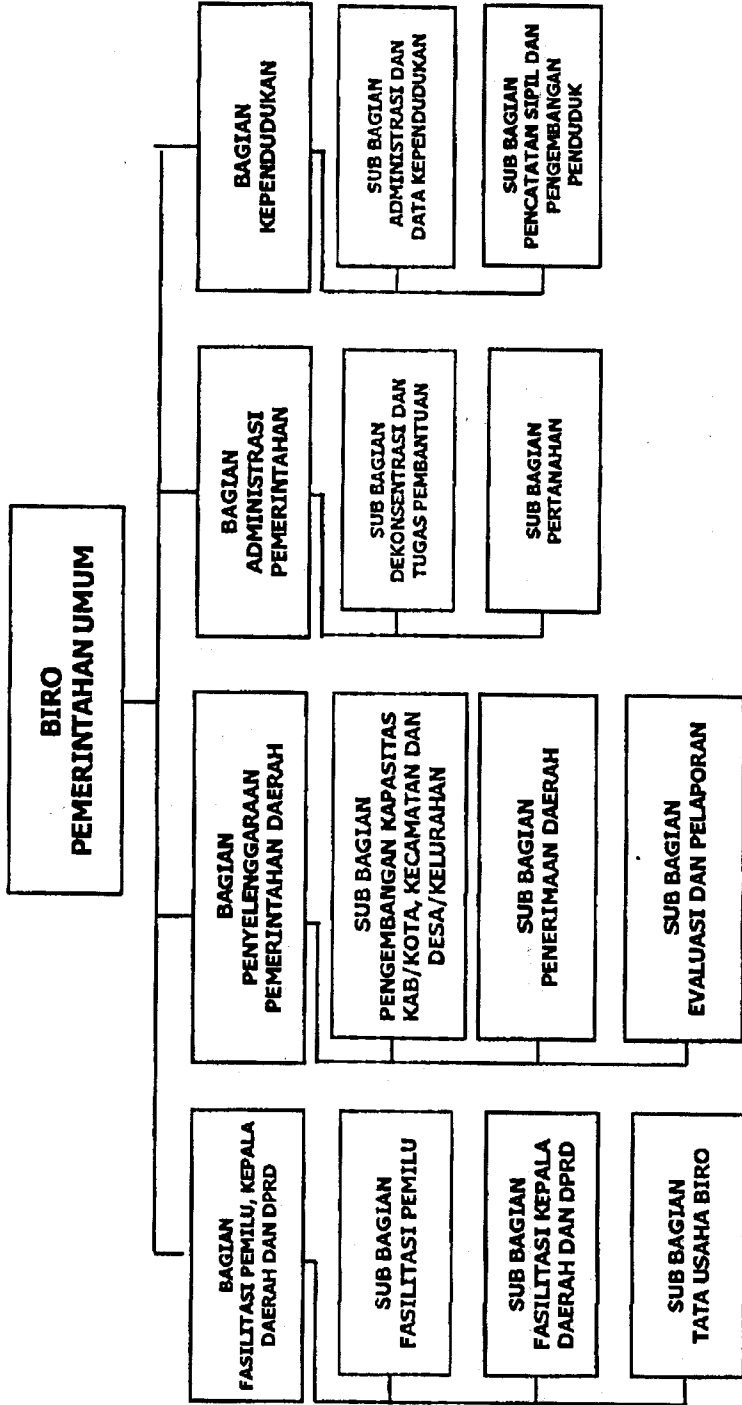 BIRO
PEMERINTAHAN UMUM
BAGIAN
FASILITASI PEMILU, KEPALA
DAERAH DAN DPRD
SUB BAGIAN
FASILITASI PEMILU
SUB BAGIAN
FASILITASI KEPALA
DAERAH DAN DPRD
SUB BAGIAN
TATA USAHA BIRO
BAGIAN
PENYELENGGARAAN
PEMERINTAHAN DAERAH
SUB BAGIAN
PENGEMBANGAN KAPASITAS
KAB/KOTA, KECAMATAN DAN
DESA/KELURAHAN
SUB BAGIAN
PENERIMAAN DAERAH
SUB BAGIAN
EVALUASI DAN PELAPORAN
BAGIAN
ADMINISTRASI
PEMERINTAHAN
SUB BAGIAN
DEKONSENTRASI DAN
TUGAS PEMBANTUAN
SUB BAGIAN
PERTANAHAN
BAGIAN
KEPENDUDUKAN
SUB BAGIAN
ADMINISTRASI DAN
DATA KEPENDUDUKAN
SUB BAGIAN
PENCATATAN SIPIL DAN
PENGEMBANGAN
PENDUDUK